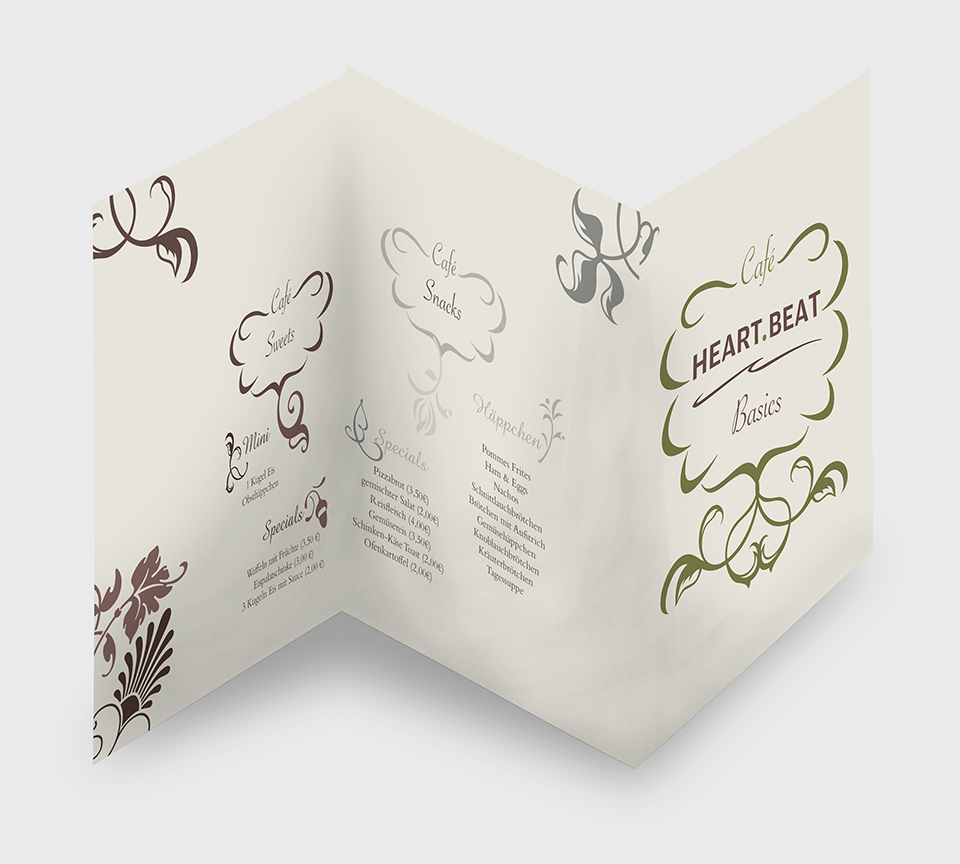 Café
Sweets
Mini
1 Kugel Eis
Obsthäppchen
Specials
Waffeln mit Früchte (3,50 €)
(3,00 €)
3 Kugeln Eis mit Sauce (2,00 €)
Café
Snacks
Specials
Pizzabrot (3,50€)
gemischter Salat (2,00€)
Reisfleisch (4,00€)
Gemüsereis (3,50€)
Schinken-Käse Toast (2,00€)
Ofenkartoffel (2,00€)
Häppchen
Pommes Frites
Ham & Eggs
Nachos
Schnittlauchbrötchen
Brötchen mit Aufstrich
Gemüsehäppchen
Knoblauchbrötchen
Kräuterbrötchen
Tagessuppe
Café
HEART.BEAT
Basics